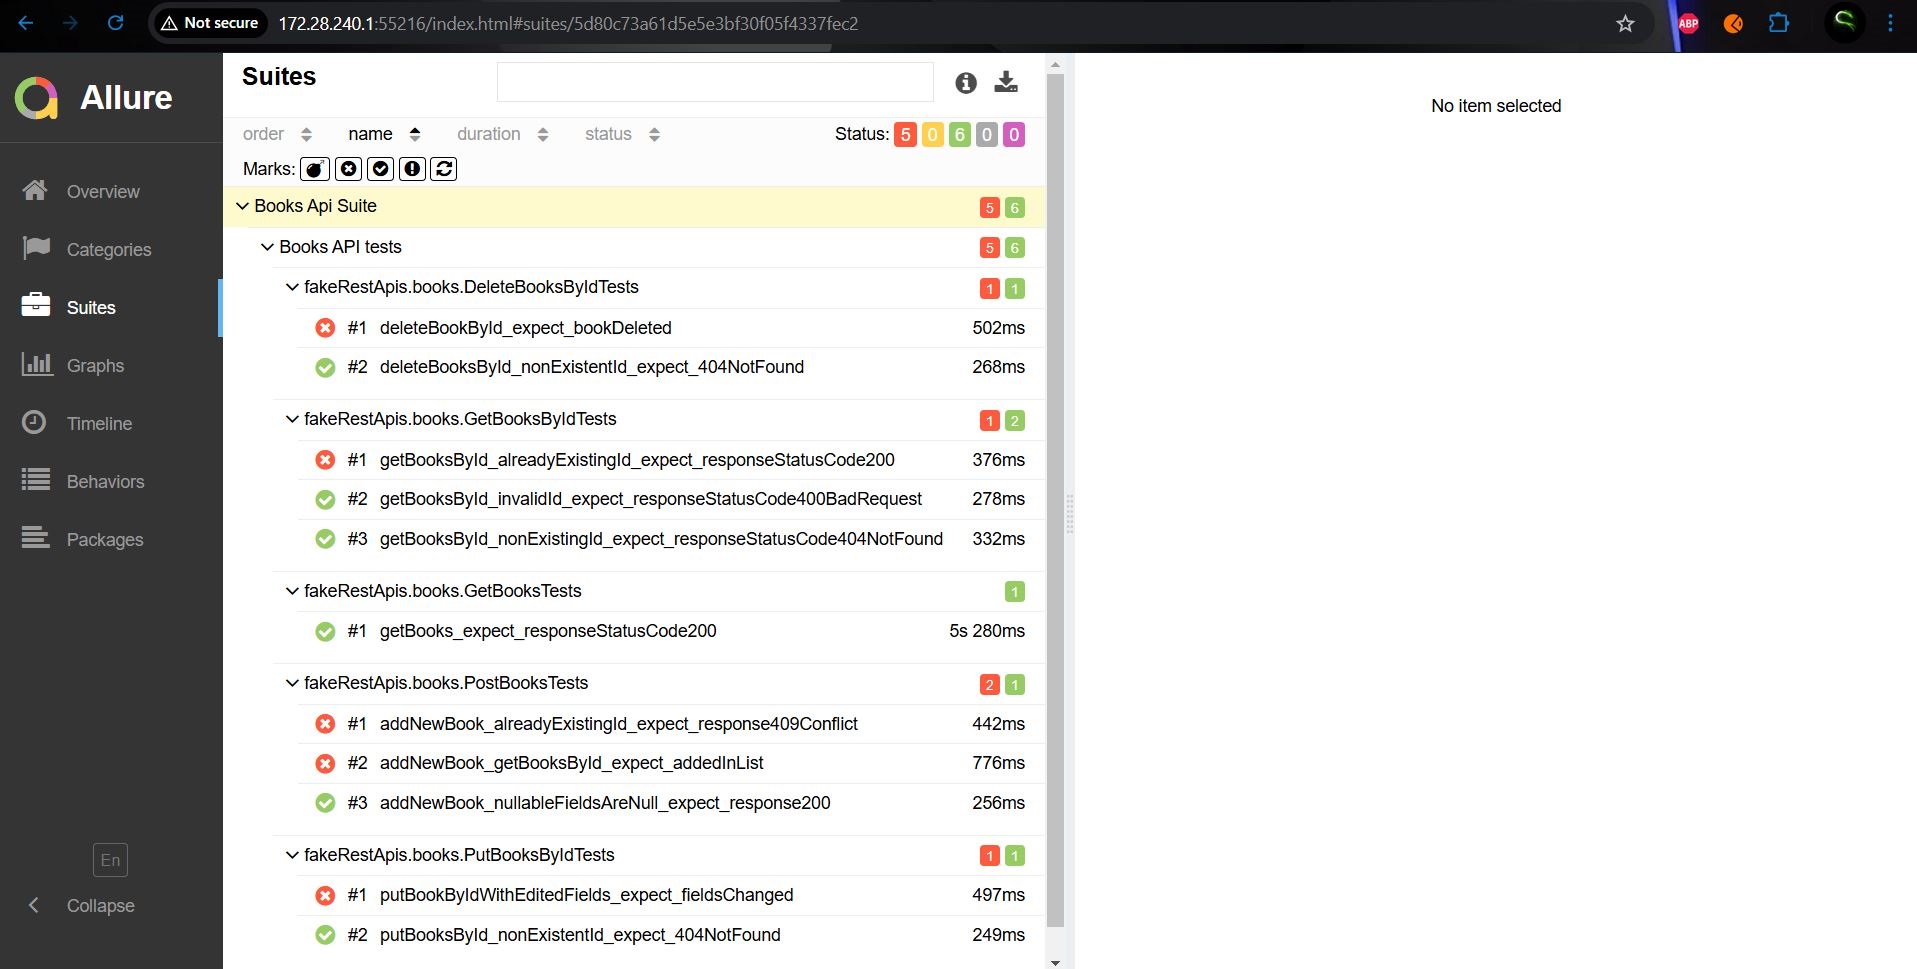 Not secure 172.28.240.1:55216/index.html#suites/5d80c73a61d5e5e3bf30f05f4337fec2
ABP
Allure
Overview
Categories
Suites
Graphs
Timeline
Behaviors
Packages
En
Collapse
Suites
order name duration status Status: 5 0 6 0 0
Marks:
Books Api Suite 5 6
Books API tests 5 6
fakeRestApis.books.DeleteBooksByIdTests 1 1
#1 deleteBookById_expect_bookDeleted 502ms
#2 deleteBooksById_nonExistentId_expect_404NotFound 268ms
fakeRestApis.books.GetBooksByIdTests 1 2
#1 getBooksById_alreadyExistingId_expect_responseStatusCode200 376ms
#2 getBooksById_invalidId_expect_responseStatusCode400BadRequest 278ms
#3 getBooksById_nonExistingId_expect_responseStatusCode404NotFound 332ms
fakeRestApis.books.GetBooksTests 1
#1 getBooks_expect_responseStatusCode200 5s 280ms
fakeRestApis.books.PostBooksTests 2 1
#1 addNewBook_alreadyExistingId_expect_response409Conflict 442ms
#2 addNewBook_getBooksById_expect_addedInList 776ms
#3 addNewBook_nullableFieldsAreNull_expect_response200 256ms
fakeRestApis.books.PutBooksByIdTests 1 1
#1 putBookByIdWithEditedFields_expect_fieldsChanged 497ms
#2 putBooksById_nonExistentId_expect_404NotFound 249ms
No item selected